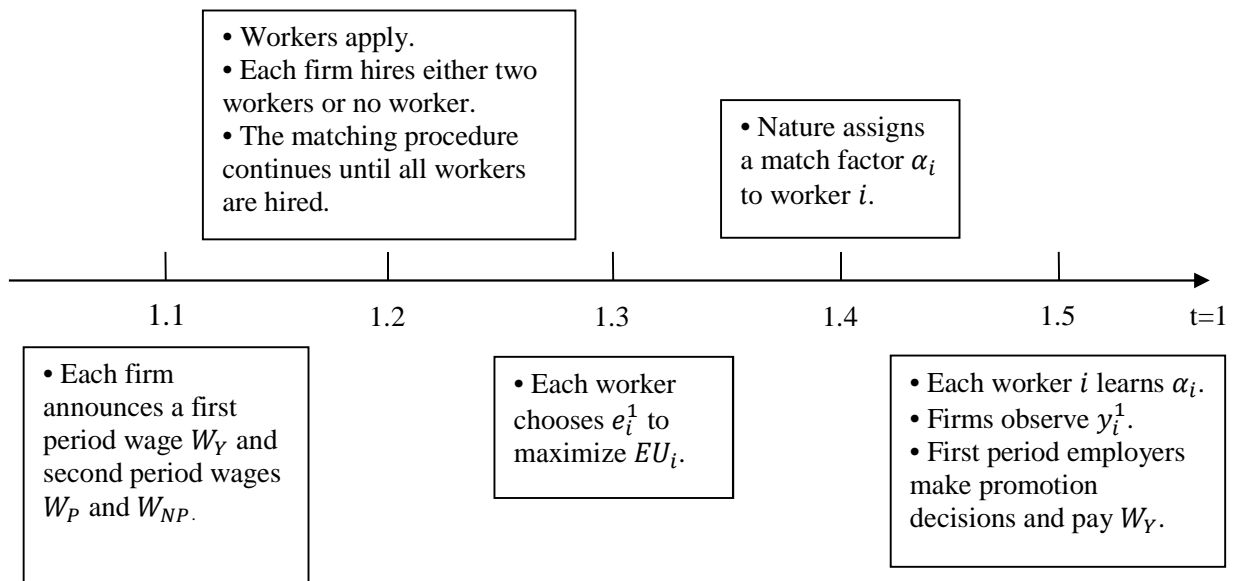 • Workers apply.
• Each firm hires either two
workers or no worker.
• The matching procedure
continues until all workers
are hired.
• Nature assigns
a match factor α_i
to worker i.
1.1 1.2 1.3 1.4 1.5 t=1
• Each firm
announces a first
period wage W_Y and
second period wages
W_P and W_NP.
• Each worker
chooses e_i^1 to
maximize EU_i.
• Each worker i learns α_i.
• Firms observe y_i^1.
• First period employers
make promotion
decisions and pay W_Y.